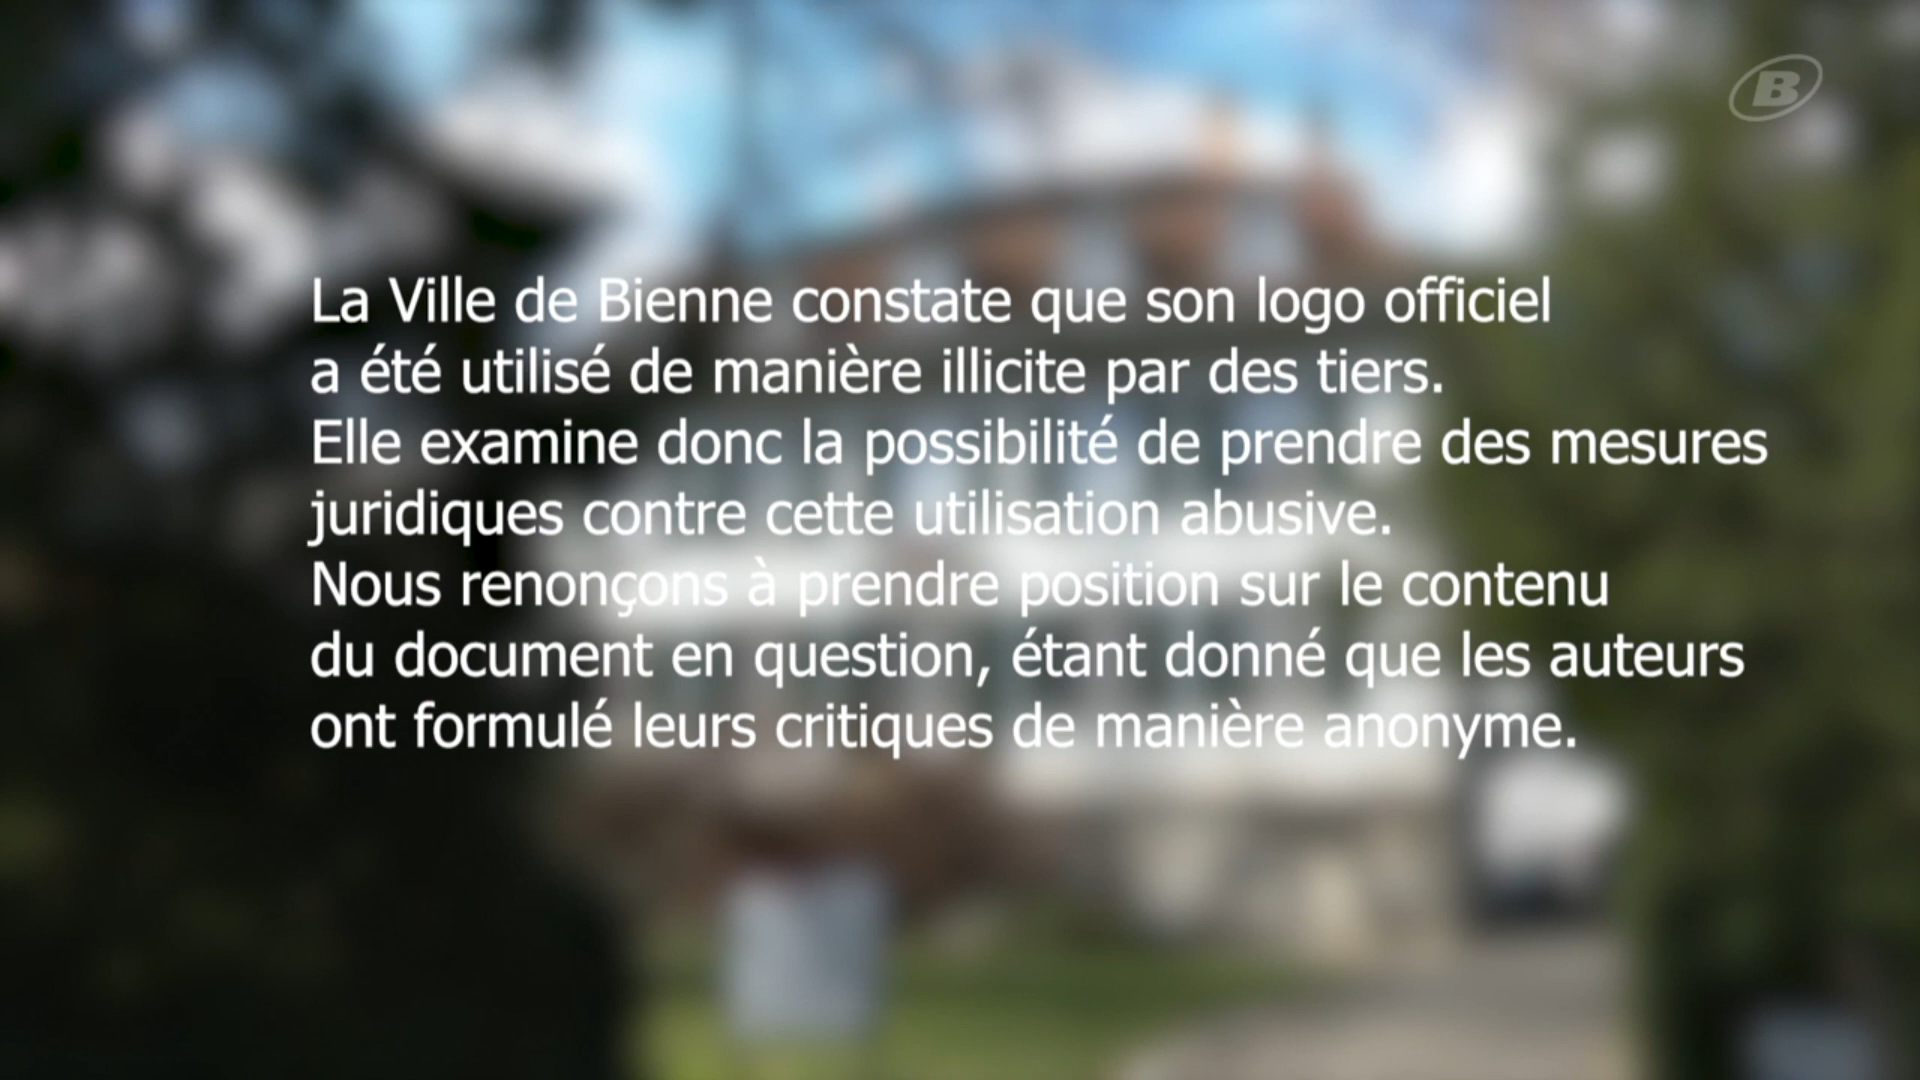 B
La Ville de Bienne constate que son logo officiel
a été utilisé de manière illicite par des tiers.
Elle examine donc la possibilité de prendre des mesures
juridiques contre cette utilisation abusive.
Nous renonçons à prendre position sur le contenu
du document en question, étant donné que les auteurs
ont formulé leurs critiques de manière anonyme.